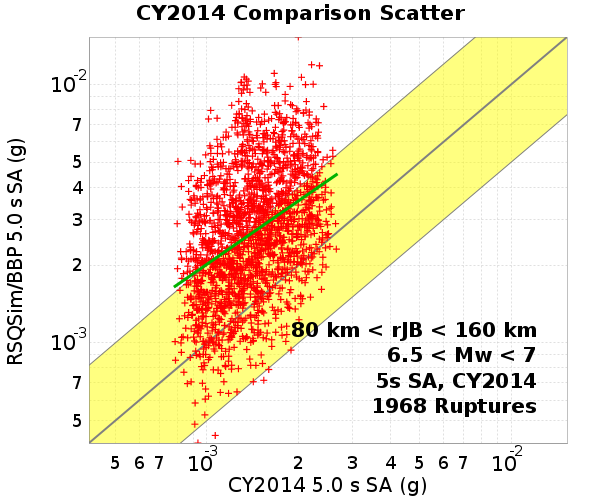 CY2014 Comparison Scatter
RSQSim/BBP 5.0 s SA (g)
10-2
7
5
4
3
2
10-3
7
5
80 km < rJB < 160 km
6.5 < Mw < 7
5s SA, CY2014
1968 Ruptures
5 6 7 10-3 2 3 4 5 6 7 10-2
CY2014 5.0 s SA (g)